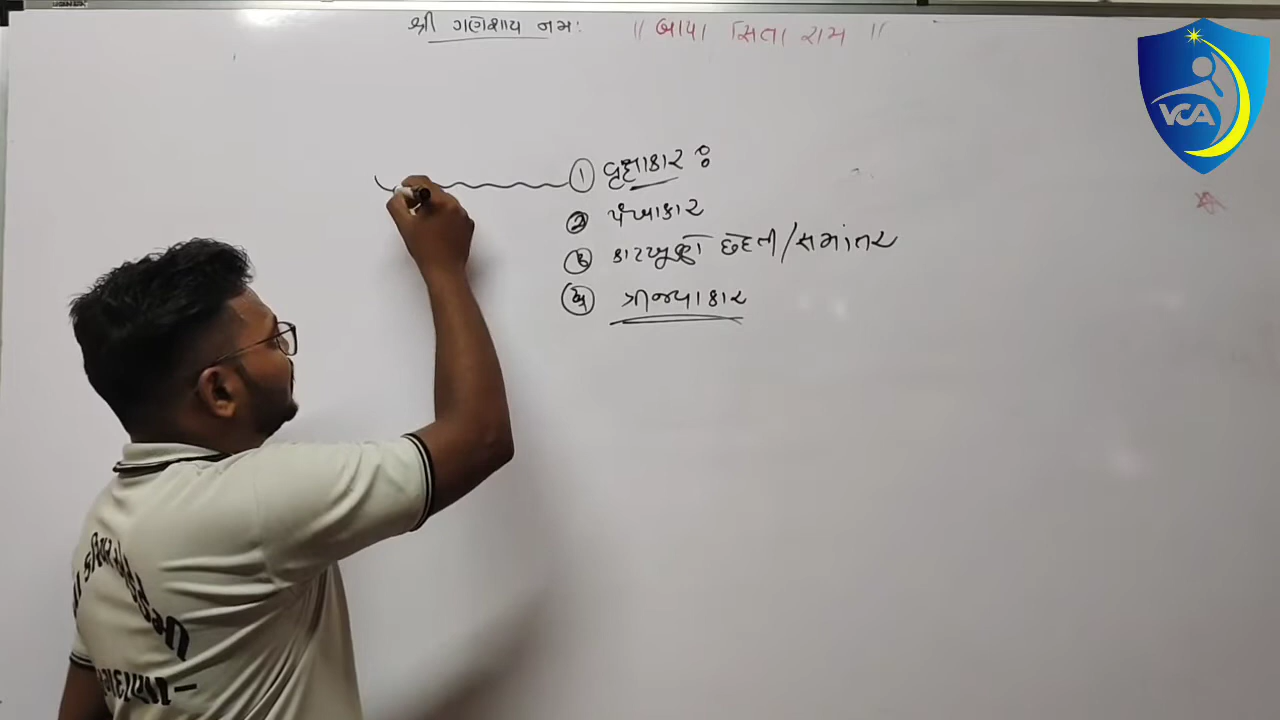 શ્રી ગણેશાય નમઃ
|| બાપા સિતા રામ ||
VCA
① વૃક્ષાકાર :
② પંખાકાર
③ કાટખૂણે છેદતી/સમાંતર
④ ત્રીજ્યાકાર